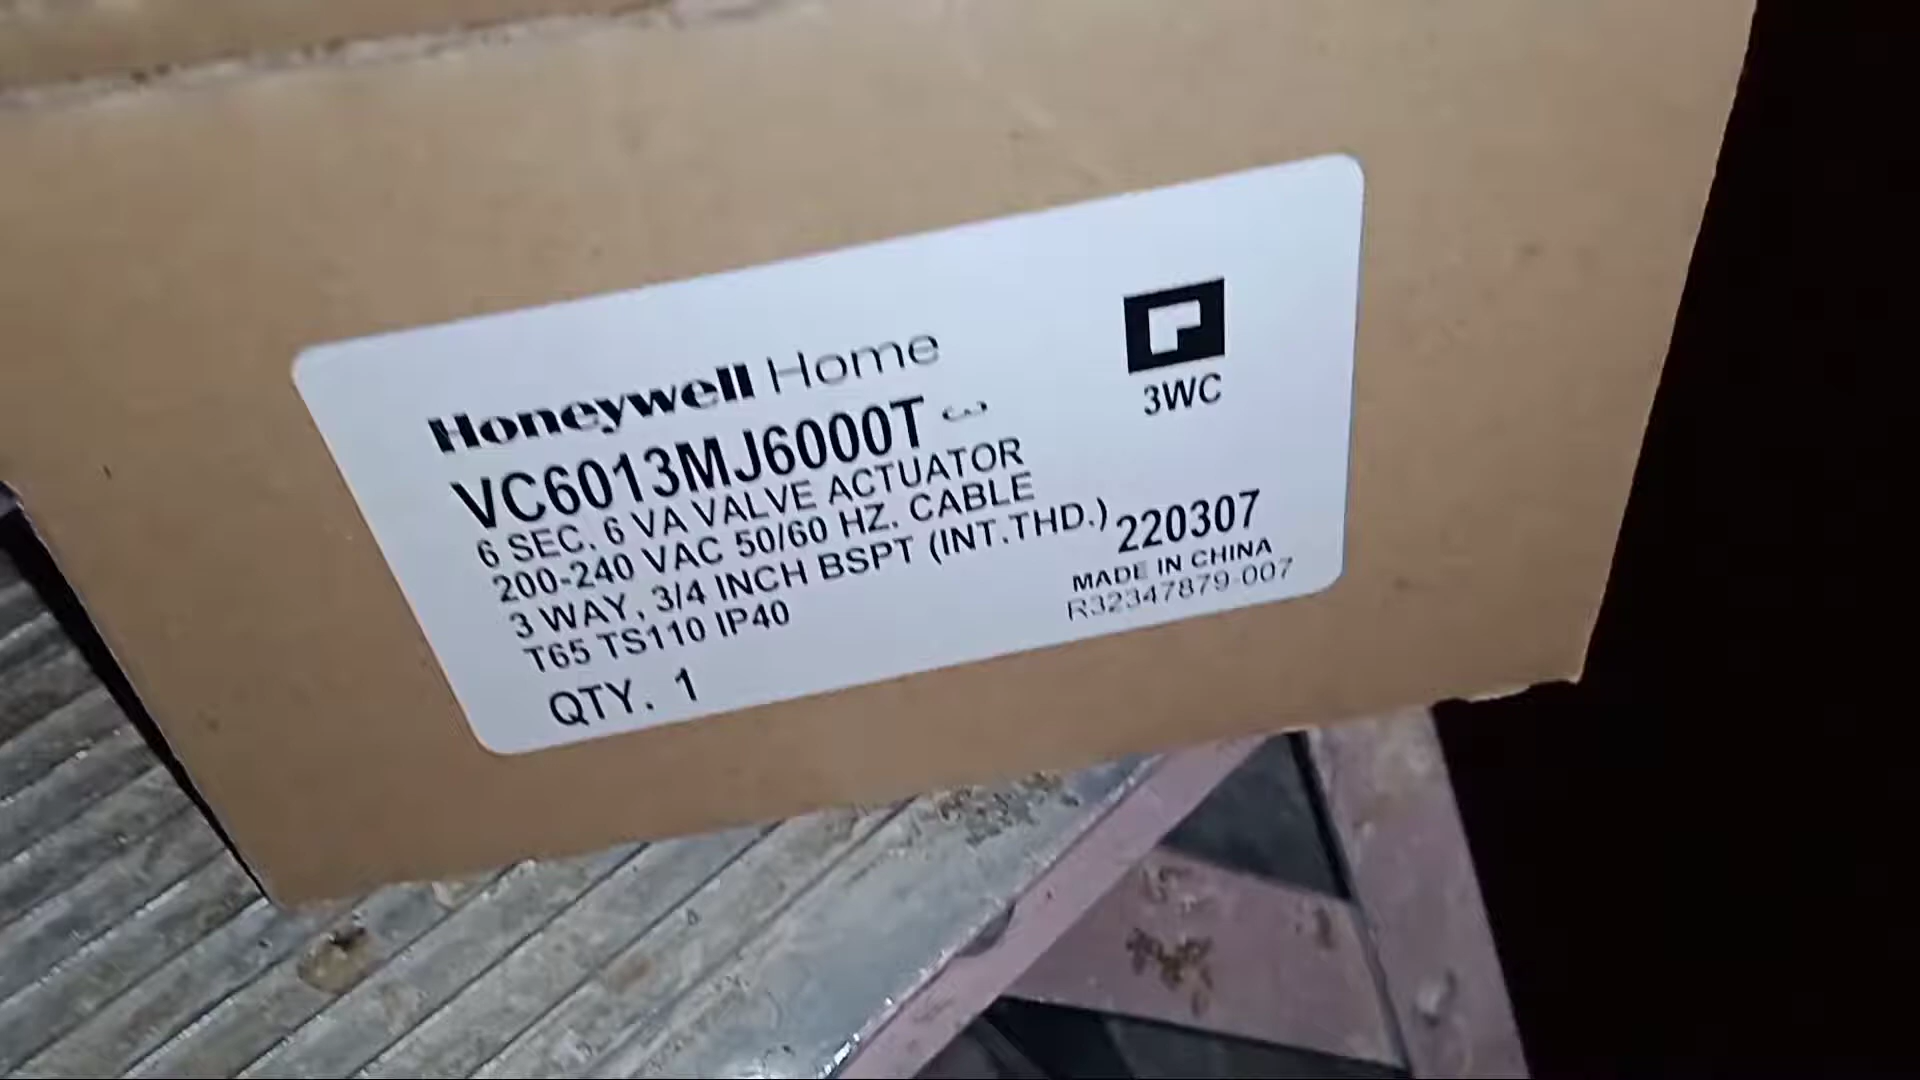 Honeywell Home
VC6013MJ6000T
6 SEC. 6 VA VALVE ACTUATOR
200-240 VAC 50/60 HZ. CABLE
3 WAY, 3/4 INCH BSPT (INT.THD.)
T65 TS110 IP40
QTY. 1
3WC
220307
MADE IN CHINA
R32347879-007